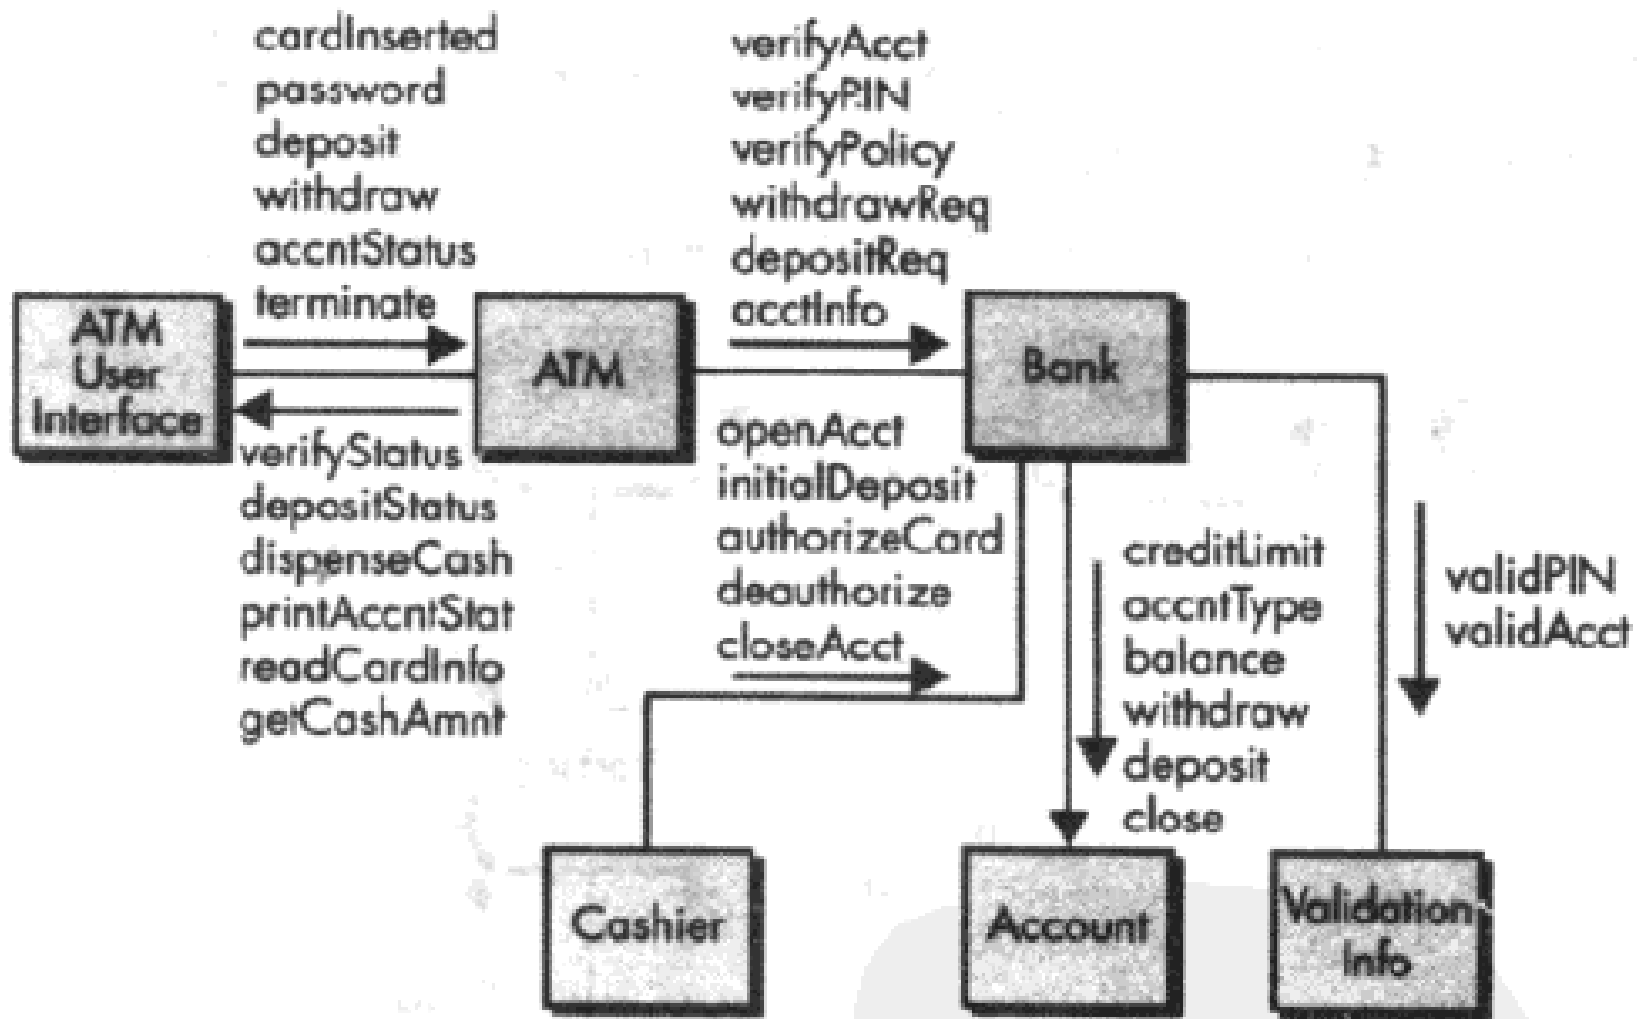 cardInserted
password
deposit
withdraw
accntStatus
terminate
verifyAcct
verifyPIN
verifyPolicy
withdrawReq
depositReq
acctInfo
ATM
User
Interface
ATM
Bank
verifyStatus
depositStatus
dispenseCash
printAccntStat
readCardInfo
getCashAmnt
openAcct
initialDeposit
authorizeCard
deauthorize
closeAcct
creditLimit
accntType
balance
withdraw
deposit
close
validPIN
validAcct
Cashier
Account
Validation
Info